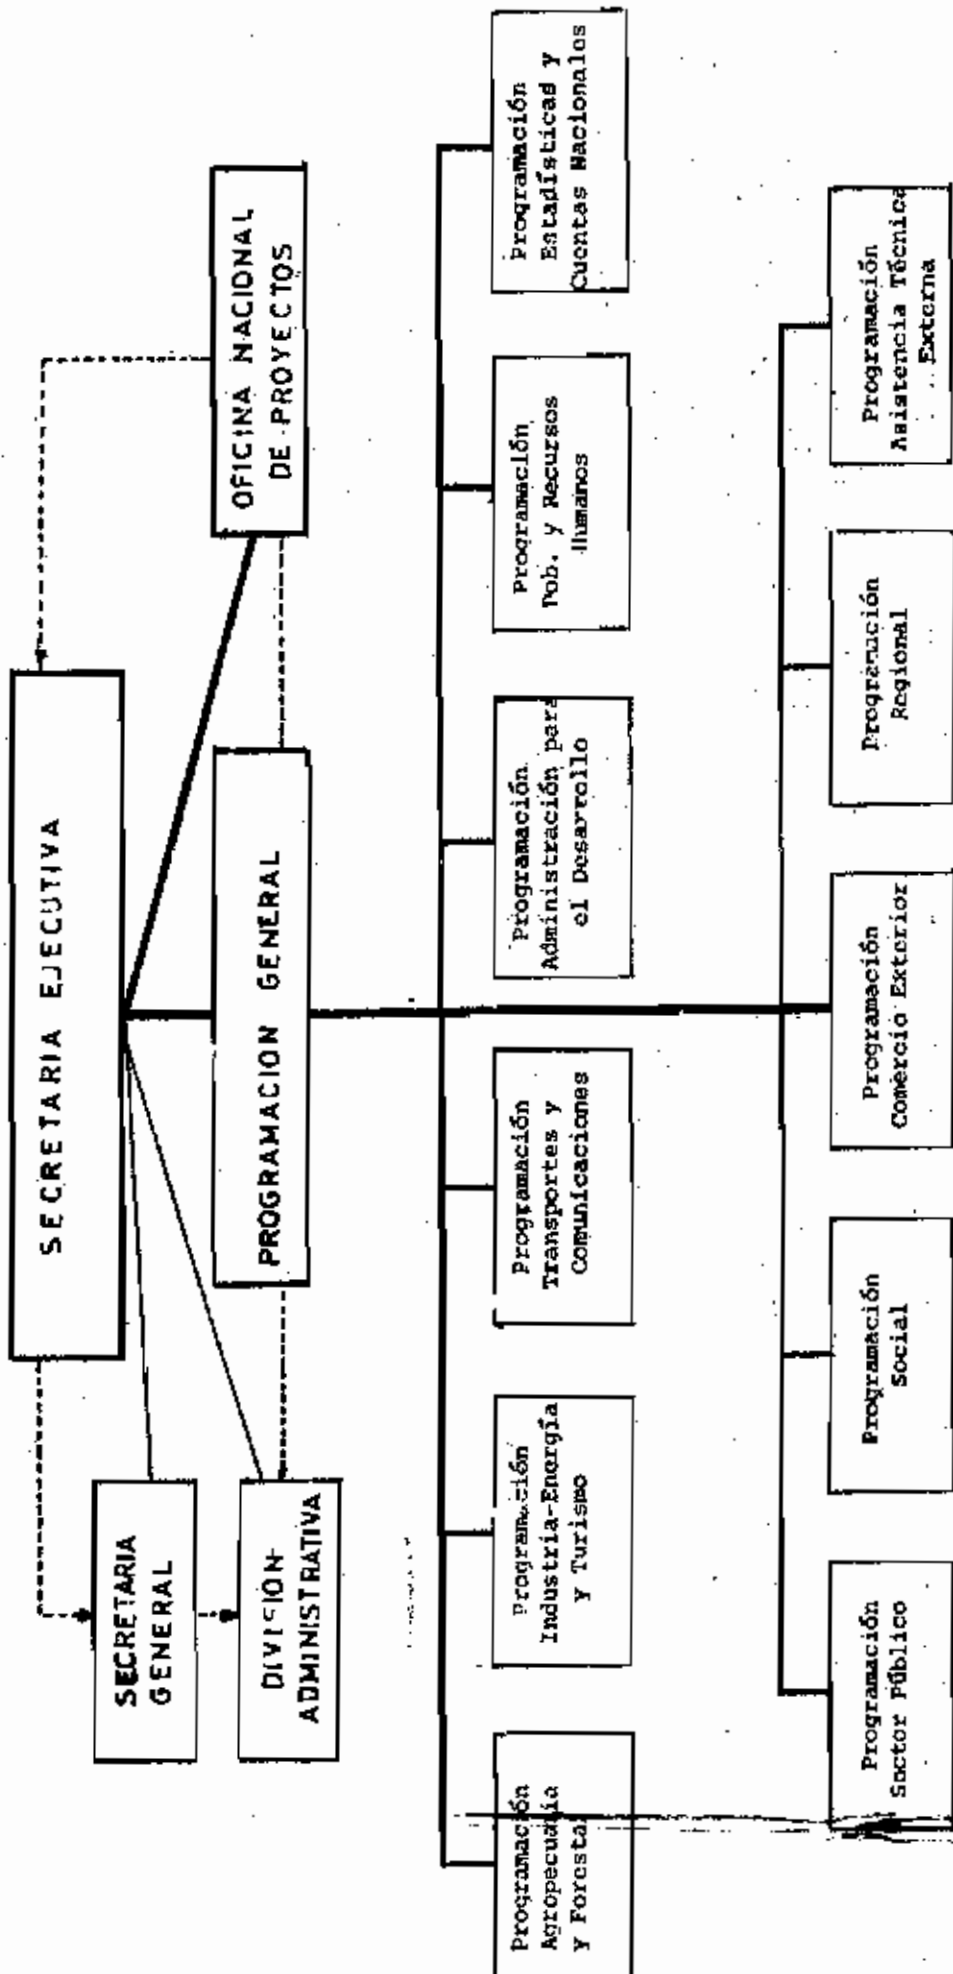 SECRETARIA EJECUTIVA
SECRETARIA
GENERAL
DIVISION
ADMINISTRATIVA
PROGRAMACION GENERAL
OFICINA NACIONAL
DE PROYECTOS
Programación
Agropecuaria
y Forestal
Programación
Industria-Energía
y Turismo
Programación
Transportes y
Comunicaciones
Programación
Administración para
el Desarrollo
Programación
Pob. y Recursos
Humanos
Programación
Estadísticas y
Cuentas Nacionales
Programación
Sector Público
Programación
Social
Programación
Comercio Exterior
Programación
Regional
Programación
Asistencia Técnica
Externa